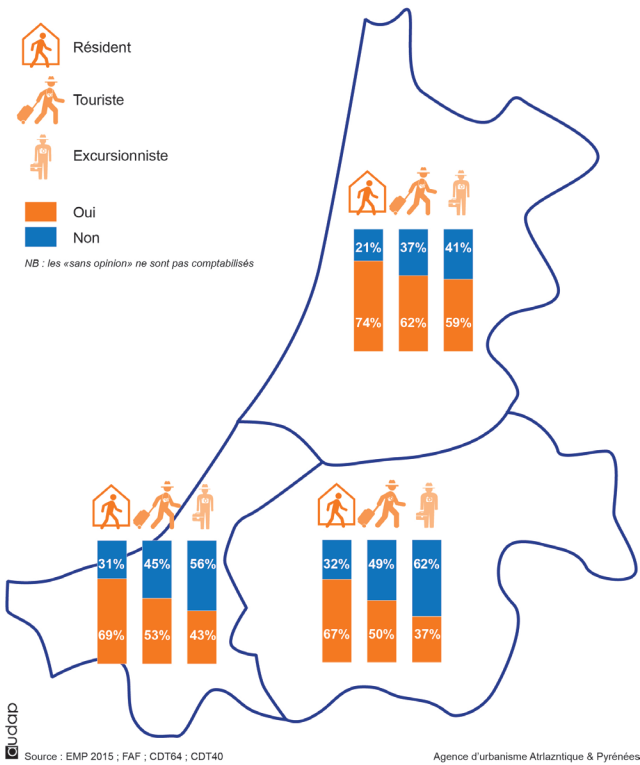 Résident
Touriste
Excursionniste
Oui
Non
NB : les «sans opinion» ne sont pas comptabilisés
21% 37% 41%
74% 62% 59%
31% 45% 56%
69% 53% 43%
32% 49% 62%
67% 50% 37%
audap
Source : EMP 2015 ; FAF ; CDT64 ; CDT40
Agence d'urbanisme Atrlazntique & Pyrénées